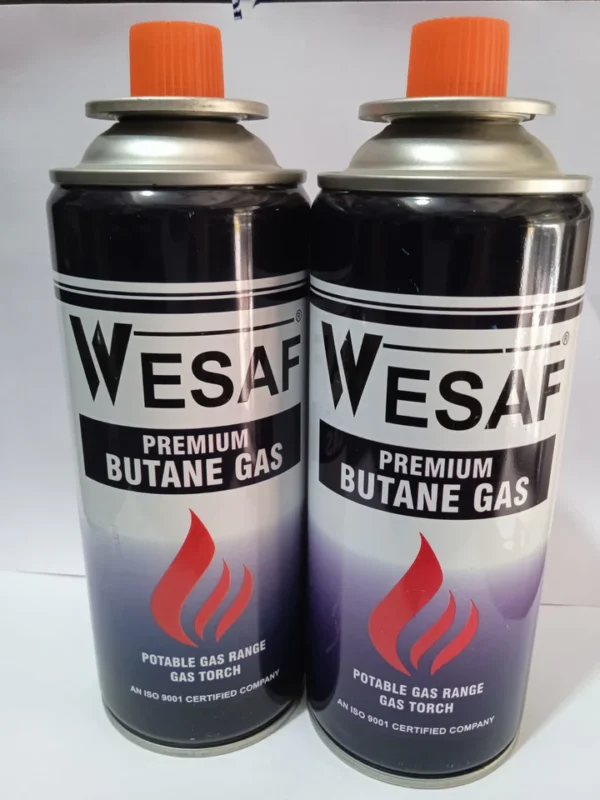 WESAF®
PREMIUM
BUTANE GAS
POTABLE GAS RANGE
GAS TORCH
AN ISO 9001 CERTIFIED COMPANY
WESAF®
PREMIUM
BUTANE GAS
POTABLE GAS RANGE
GAS TORCH
AN ISO 9001 CERTIFIED COMPANY